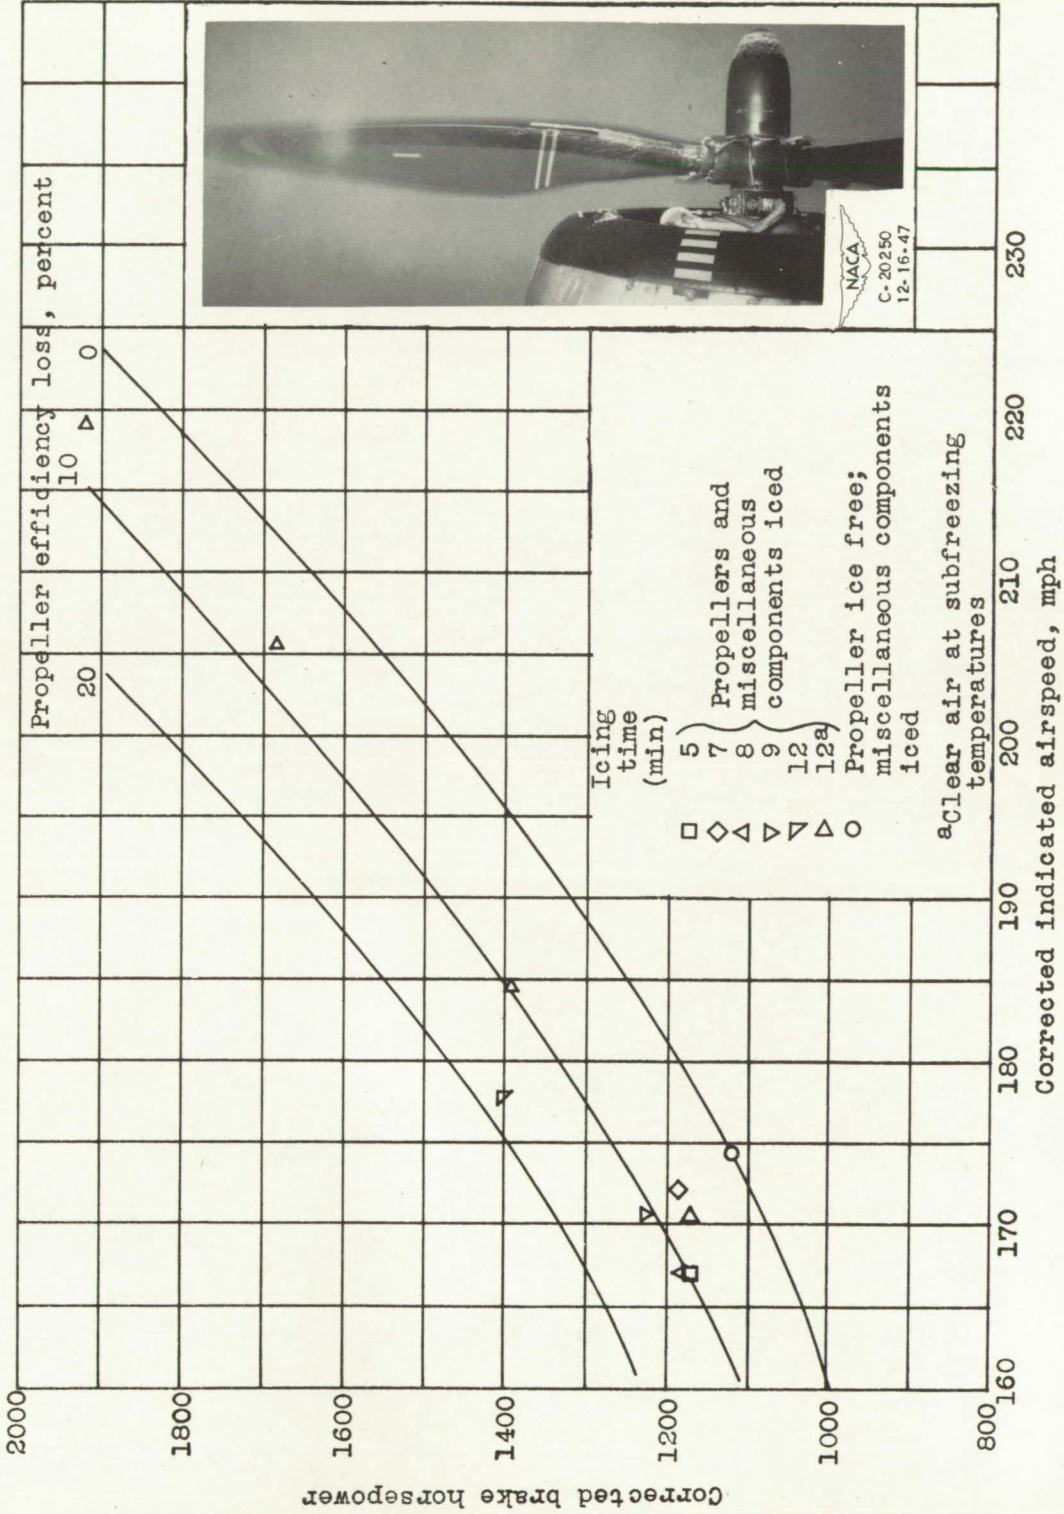 Propeller efficiency loss, percent
0
10
20
NACA
C-20250
12-16-47
Icing
time
(min)
5
7
8
9
12
12a
Propellers and
miscellaneous
components iced
Propeller ice free;
miscellaneous components
iced
aClear air at subfreezing
temperatures
2000
1800
1600
1400
1200
1000
800
Corrected brake horsepower
160
170
180
190
200
210
220
230
Corrected indicated airspeed, mph